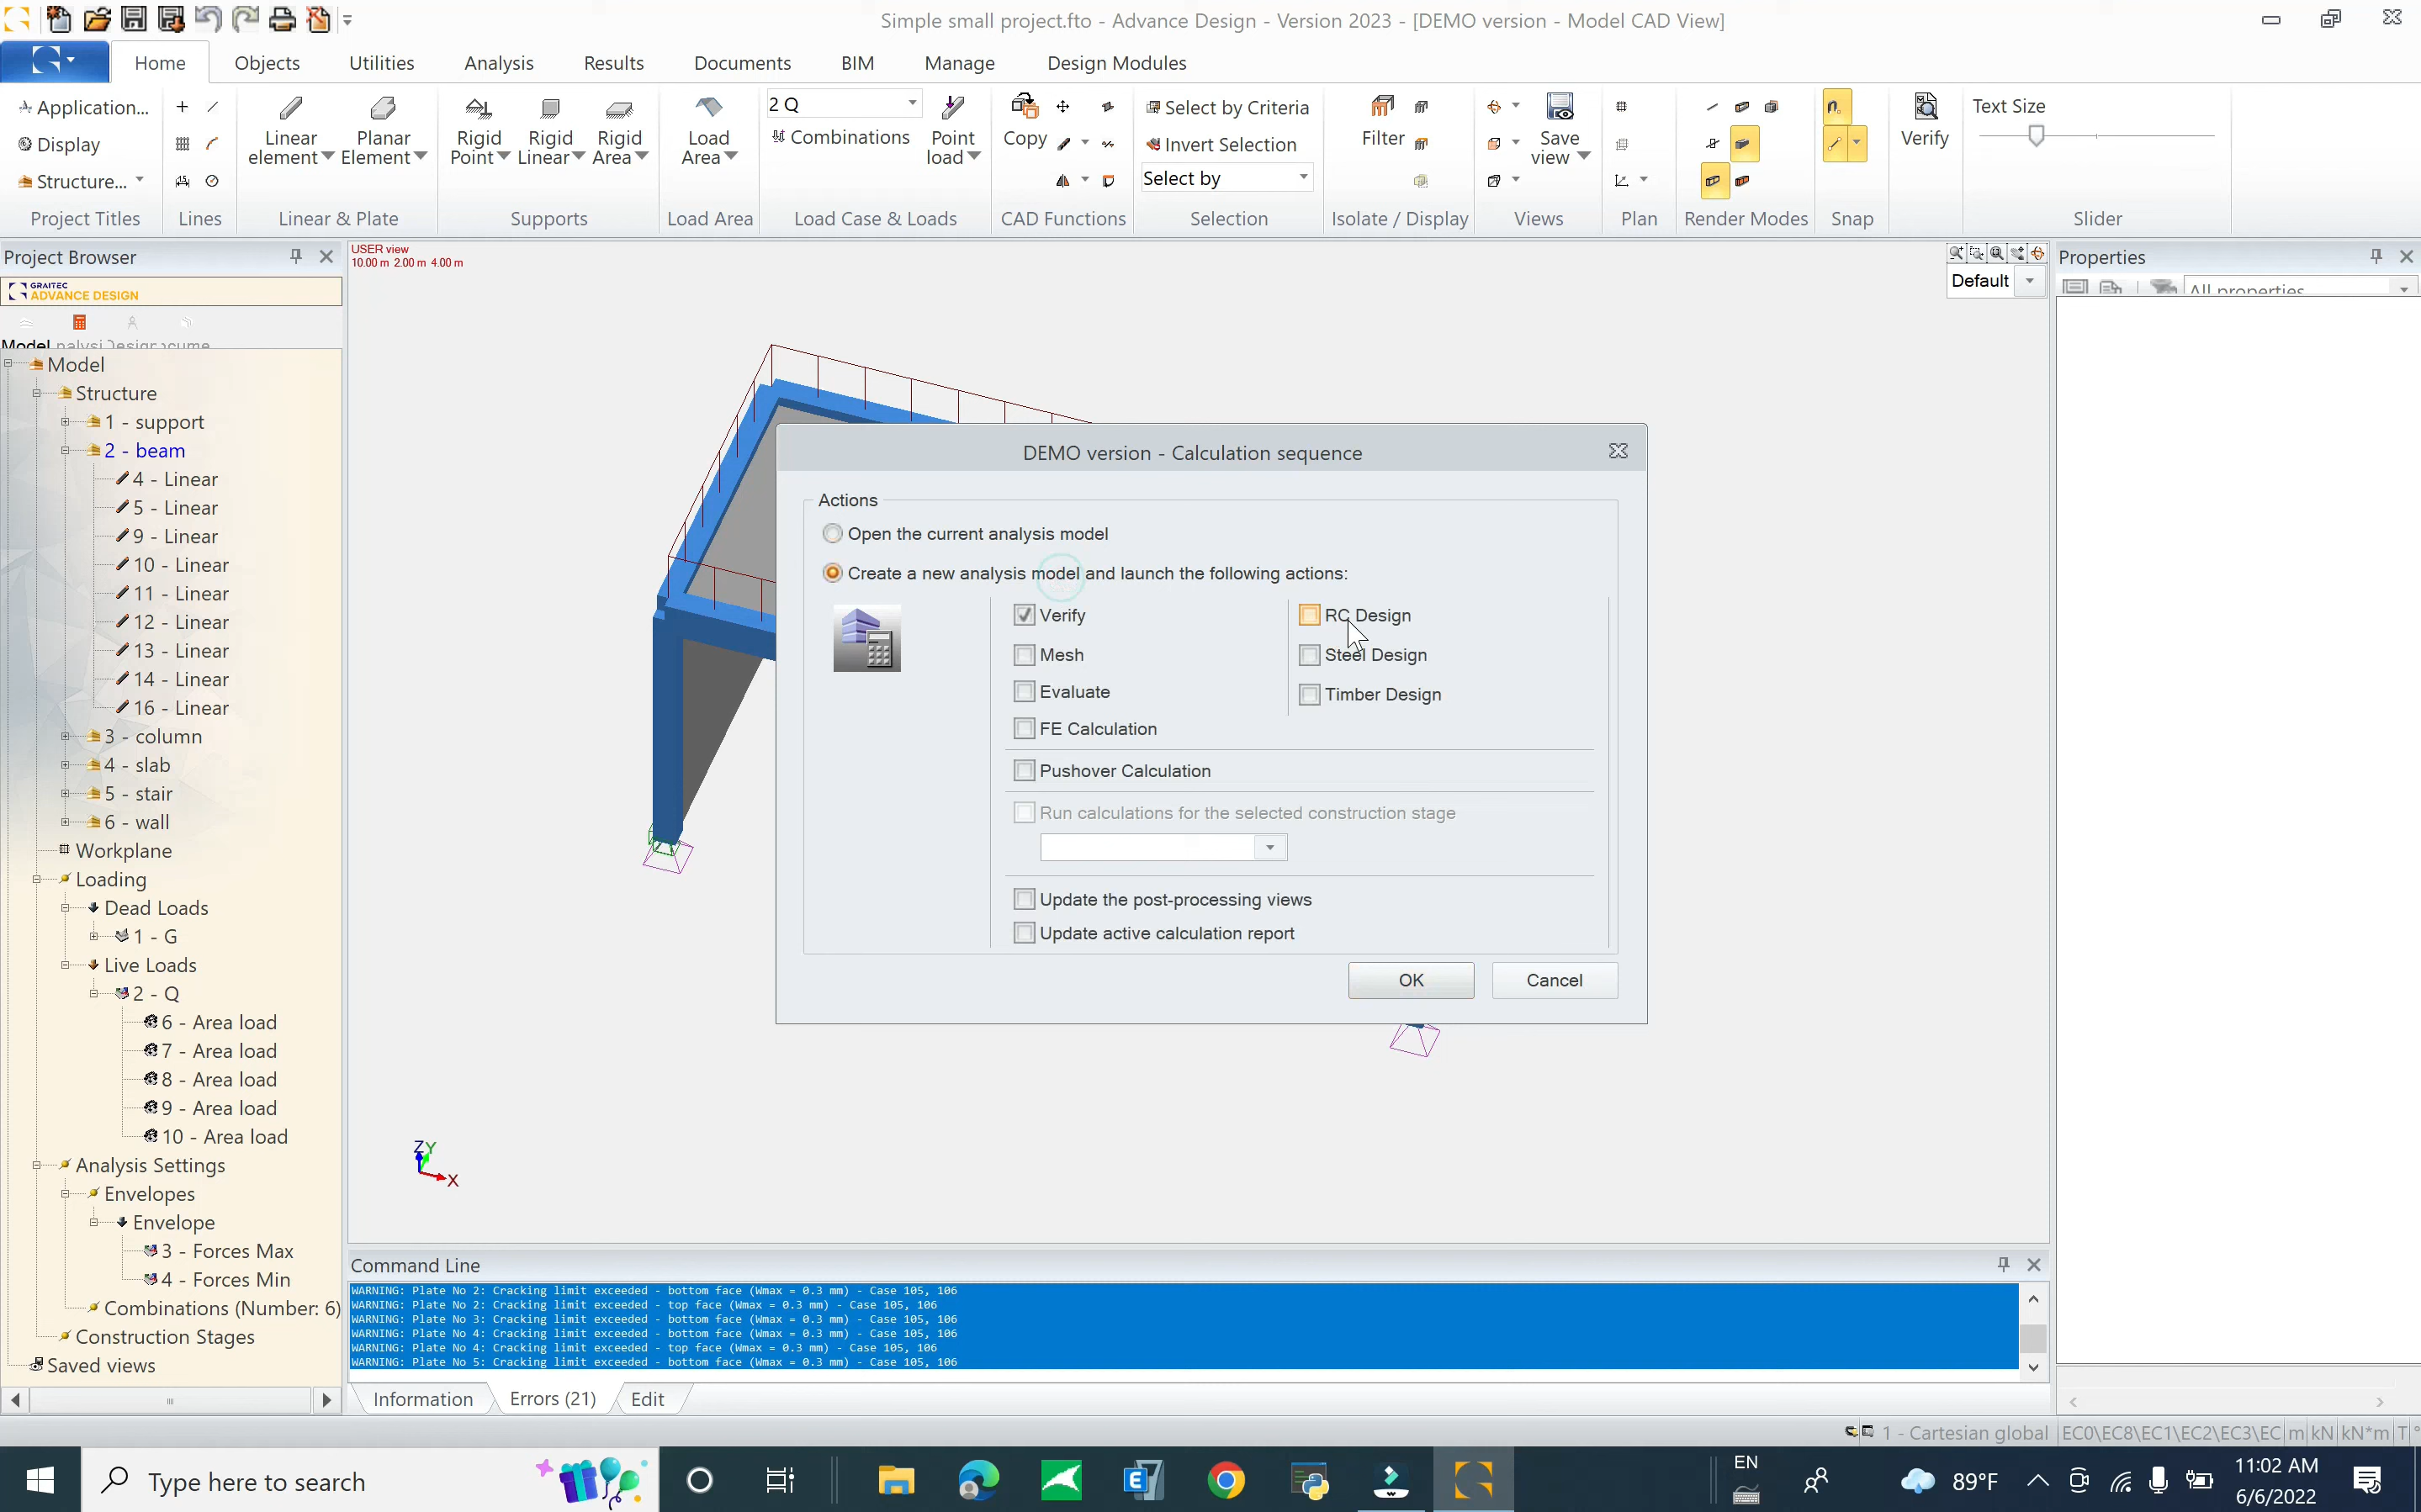 Simple small project.fto - Advance Design - Version 2023 - [DEMO version - Model CAD View]
Home
Objects
Utilities
Analysis
Results
Documents
BIM
Manage
Design Modules
Application...
Display
Structure...
Project Titles
Lines
Linear element
Planar Element
Linear & Plate
Rigid Point
Rigid Linear
Rigid Area
Supports
Load Area
Load Area
2 Q
Combinations
Point load
Load Case & Loads
Copy
CAD Functions
Select by Criteria
Invert Selection
Select by
Selection
Filter
Isolate / Display
Save view
Views
Plan
Render Modes
Snap
Verify
Text Size
Slider
Project Browser
GRAITEC
ADVANCE DESIGN
Model
Model
Structure
1 - support
2 - beam
4 - Linear
5 - Linear
9 - Linear
10 - Linear
11 - Linear
12 - Linear
13 - Linear
14 - Linear
16 - Linear
3 - column
4 - slab
5 - stair
6 - wall
Workplane
Loading
Dead Loads
1 - G
Live Loads
2 - Q
6 - Area load
7 - Area load
8 - Area load
9 - Area load
10 - Area load
Analysis Settings
Envelopes
Envelope
3 - Forces Max
4 - Forces Min
Combinations (Number: 6)
Construction Stages
Saved views
USER view
10.00 m 2.00 m 4.00 m
Default
Z
Y
X
DEMO version - Calculation sequence
Actions
Open the current analysis model
Create a new analysis model and launch the following actions:
Verify
Mesh
Evaluate
FE Calculation
RC Design
Steel Design
Timber Design
Pushover Calculation
Run calculations for the selected construction stage
Update the post-processing views
Update active calculation report
OK
Cancel
Properties
All properties
Command Line
WARNING: Plate No 2: Cracking limit exceeded - bottom face (Wmax = 0.3 mm) - Case 105, 106
WARNING: Plate No 2: Cracking limit exceeded - top face (Wmax = 0.3 mm) - Case 105, 106
WARNING: Plate No 3: Cracking limit exceeded - bottom face (Wmax = 0.3 mm) - Case 105, 106
WARNING: Plate No 4: Cracking limit exceeded - bottom face (Wmax = 0.3 mm) - Case 105, 106
WARNING: Plate No 4: Cracking limit exceeded - top face (Wmax = 0.3 mm) - Case 105, 106
WARNING: Plate No 5: Cracking limit exceeded - bottom face (Wmax = 0.3 mm) - Case 105, 106
Information
Errors (21)
Edit
1 - Cartesian global
EC0\EC8\EC1\EC2\EC3\EC
m
kN
kN*m
T
°
Type here to search
EN
89°F
11:02 AM
6/6/2022